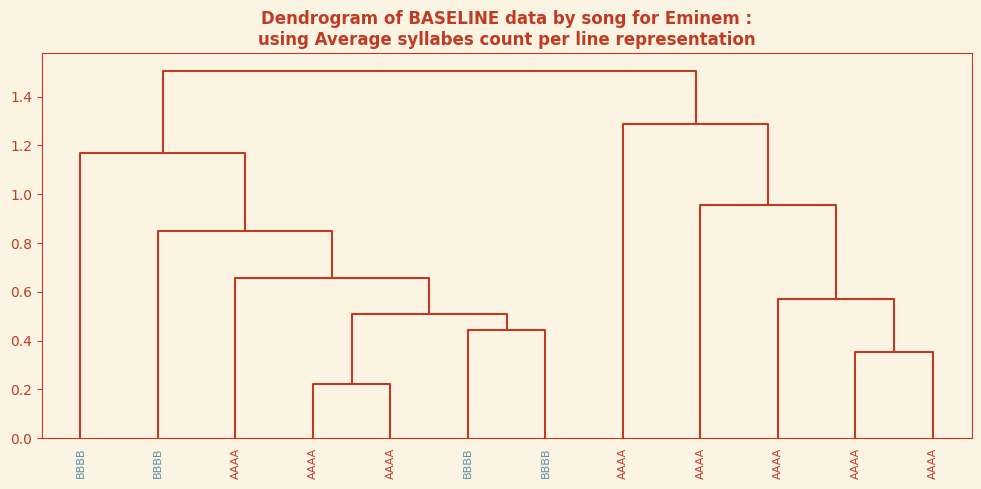 Dendrogram of BASELINE data by song for Eminem :
using Average syllabes count per line representation
1.4
1.2
1.0
0.8
0.6
0.4
0.2
0.0
BBBB BBBB AAAA AAAA AAAA BBBB BBBB AAAA AAAA AAAA AAAA AAAA